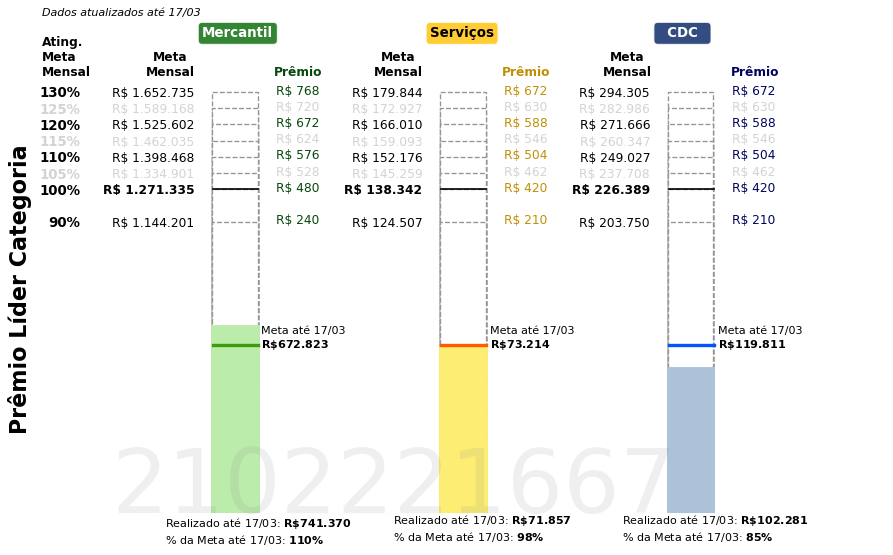 Dados atualizados até 17/03
Mercantil Serviços CDC
Ating.
Meta Meta Meta Meta
Mensal Mensal Prêmio Mensal Prêmio Mensal Prêmio
130% R$ 1.652.735 R$ 768 R$ 179.844 R$ 672 R$ 294.305 R$ 672
125% R$ 1.589.168 R$ 720 R$ 172.927 R$ 630 R$ 282.986 R$ 630
120% R$ 1.525.602 R$ 672 R$ 166.010 R$ 588 R$ 271.666 R$ 588
115% R$ 1.462.035 R$ 624 R$ 159.093 R$ 546 R$ 260.347 R$ 546
110% R$ 1.398.468 R$ 576 R$ 152.176 R$ 504 R$ 249.027 R$ 504
105% R$ 1.334.901 R$ 528 R$ 145.259 R$ 462 R$ 237.708 R$ 462
100% R$ 1.271.335 R$ 480 R$ 138.342 R$ 420 R$ 226.389 R$ 420
90% R$ 1.144.201 R$ 240 R$ 124.507 R$ 210 R$ 203.750 R$ 210
Prêmio Líder Categoria
Meta até 17/03 Meta até 17/03 Meta até 17/03
R$672.823 R$73.214 R$119.811
2102221667
Realizado até 17/03: R$741.370 Realizado até 17/03: R$71.857 Realizado até 17/03: R$102.281
% da Meta até 17/03: 110% % da Meta até 17/03: 98% % da Meta até 17/03: 85%